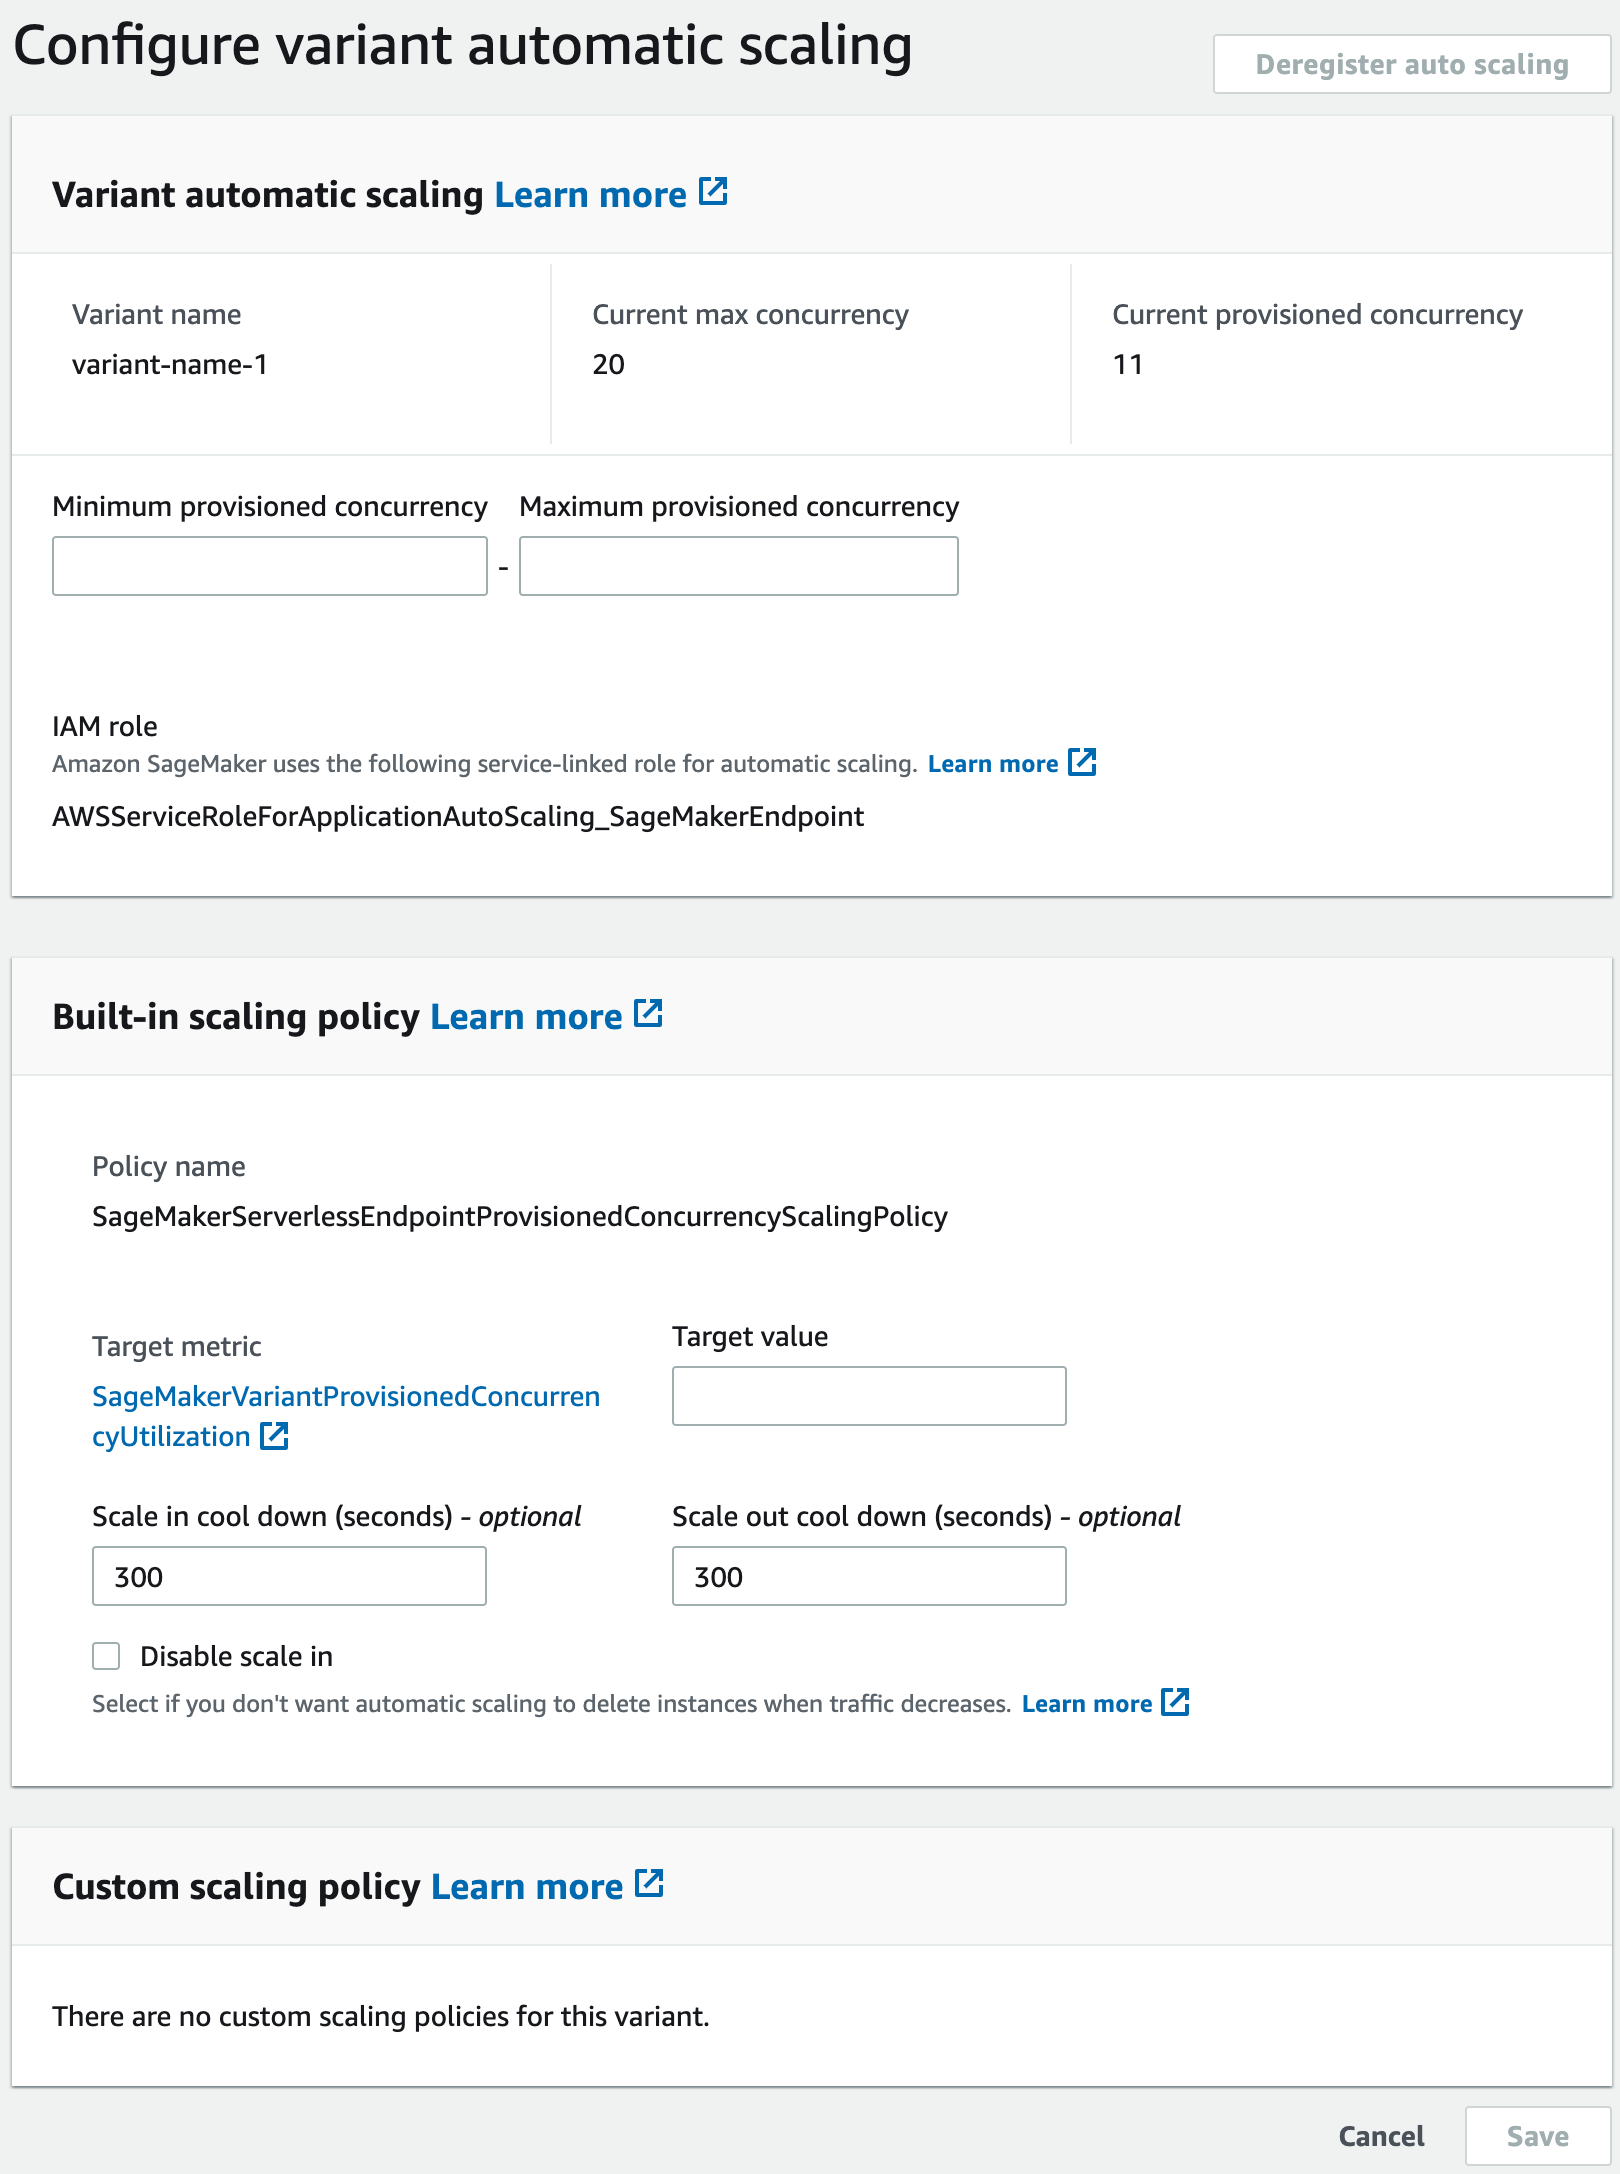 Configure variant automatic scaling
Deregister auto scaling
Variant automatic scaling Learn more
Variant name
variant-name-1
Current max concurrency
20
Current provisioned concurrency
11
Minimum provisioned concurrency
-
Maximum provisioned concurrency
IAM role
Amazon SageMaker uses the following service-linked role for automatic scaling. Learn more
AWSServiceRoleForApplicationAutoScaling_SageMakerEndpoint
Built-in scaling policy Learn more
Policy name
SageMakerServerlessEndpointProvisionedConcurrencyScalingPolicy
Target metric
SageMakerVariantProvisionedConcurren
cyUtilization
Target value
Scale in cool down (seconds) - optional
300
Scale out cool down (seconds) - optional
300
Disable scale in
Select if you don't want automatic scaling to delete instances when traffic decreases. Learn more
Custom scaling policy Learn more
There are no custom scaling policies for this variant.
Cancel
Save